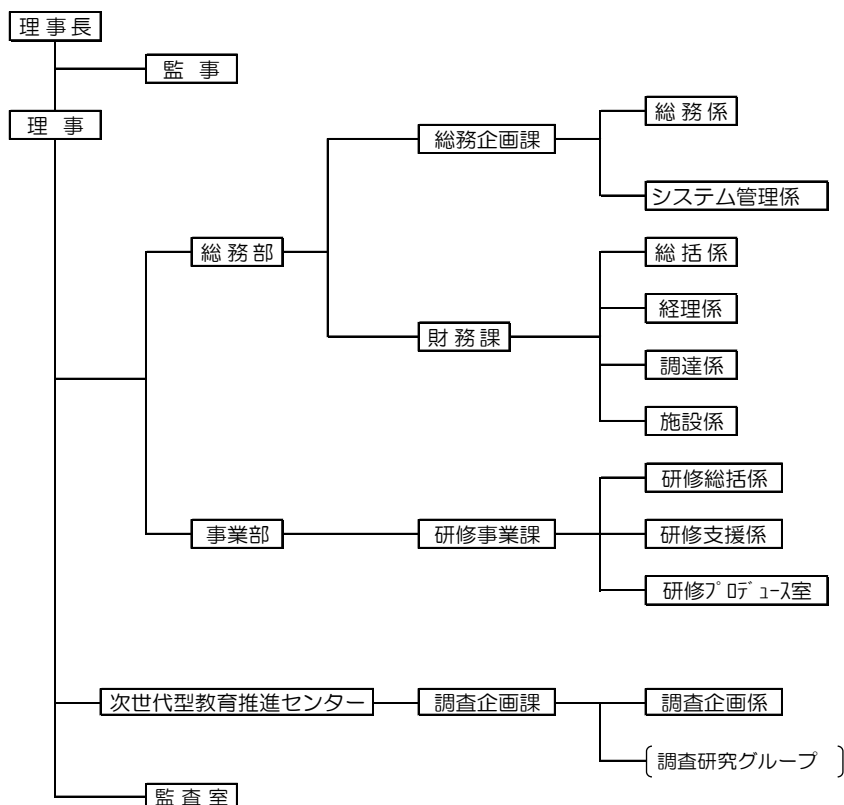 理事長
監 事
理 事
総務係
総務企画課
システム管理係
総務部
総括係
経理係
財務課
調達係
施設係
研修総括係
事業部
研修事業課
研修支援係
研修ﾌﾟﾛﾃﾞｭｰｽ室
次世代型教育推進センター
調査企画課
調査企画係
〔調査研究グループ 〕
監査室